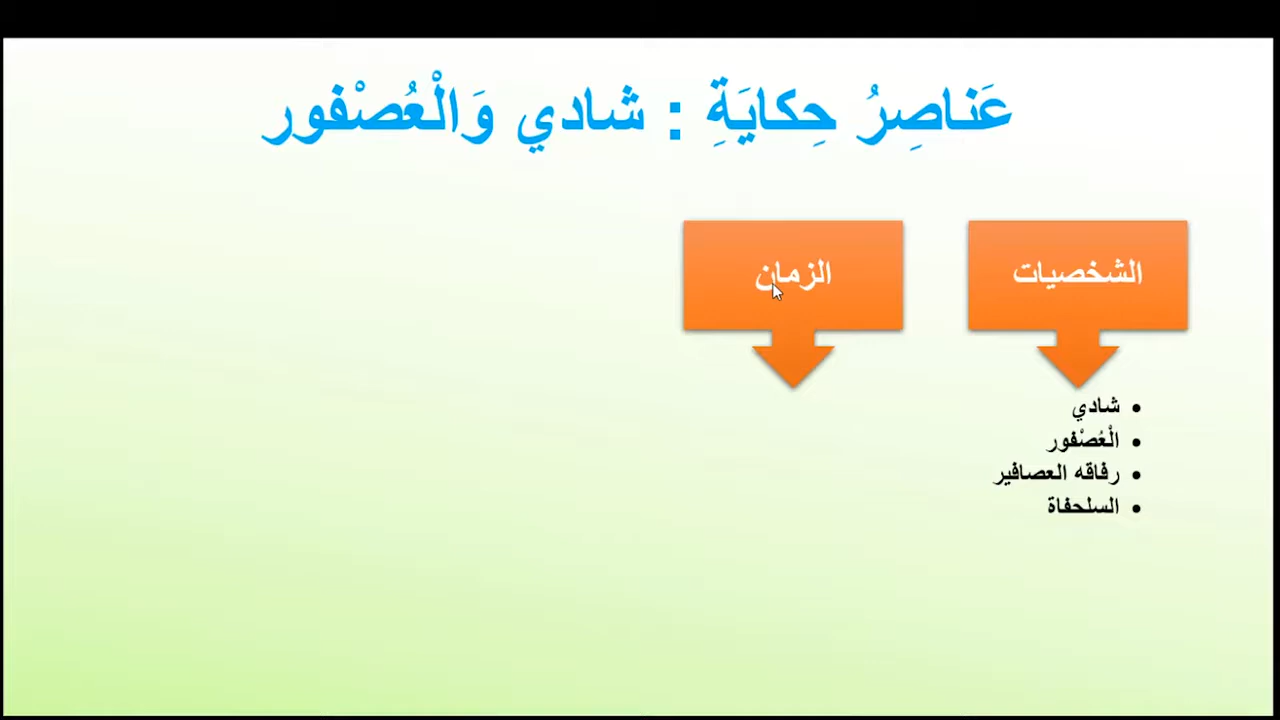 عَناصِرُ حِكايَةِ : شادي وَالْعُصْفور
الشخصيات
الزمان
• شادي
• الْعُصْفور
• رفاقه العصافير
• السلحفاة